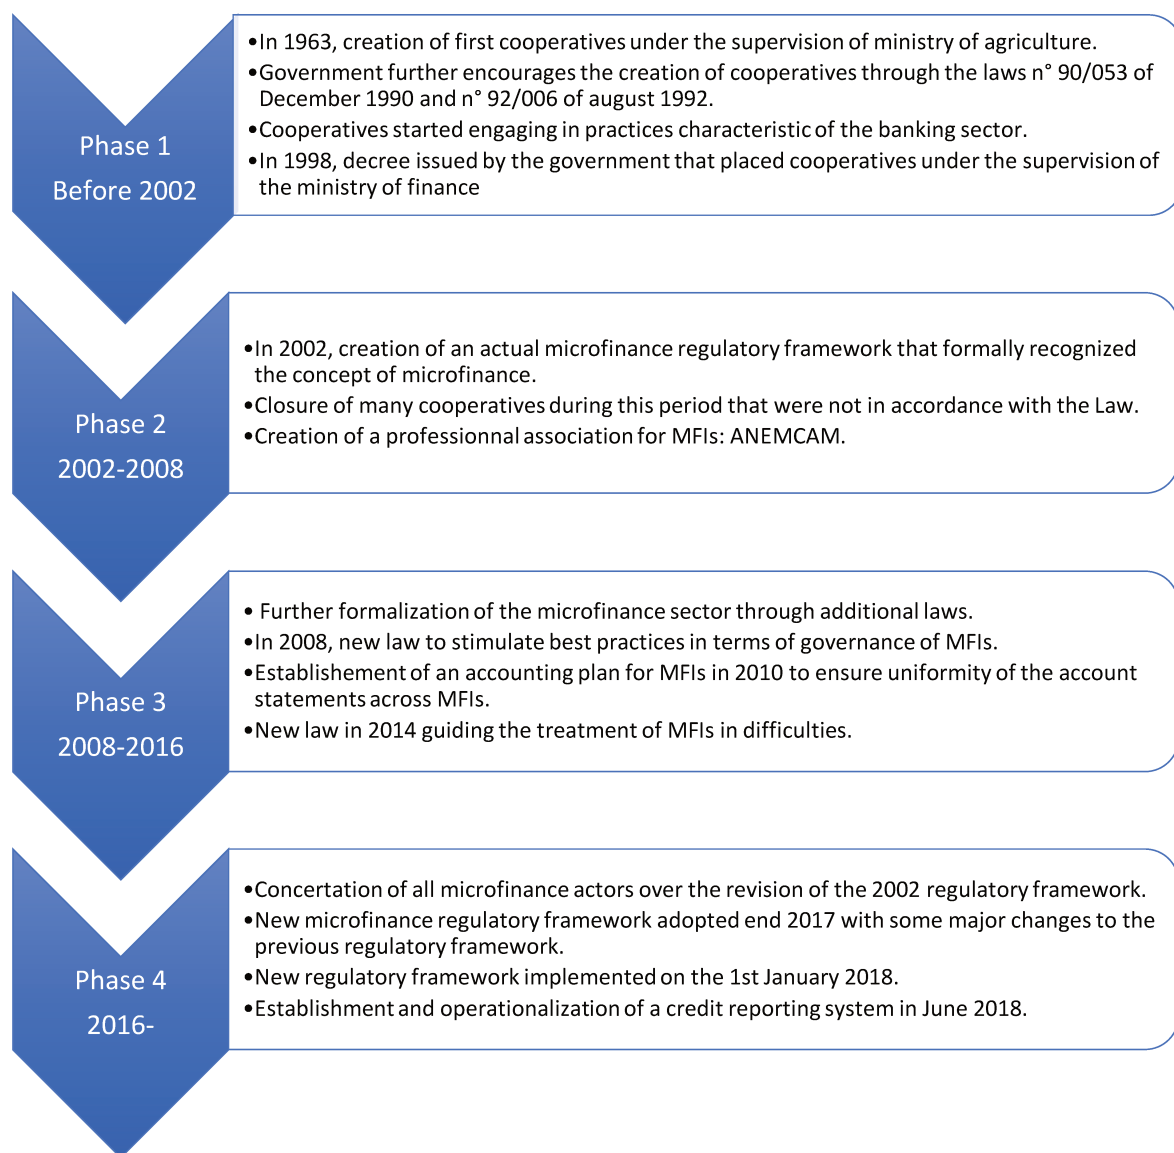 Phase 1
Before 2002
•In 1963, creation of first cooperatives under the supervision of ministry of agriculture.
•Government further encourages the creation of cooperatives through the laws n° 90/053 of
December 1990 and n° 92/006 of august 1992.
•Cooperatives started engaging in practices characteristic of the banking sector.
•In 1998, decree issued by the government that placed cooperatives under the supervision of
the ministry of finance
Phase 2
2002-2008
•In 2002, creation of an actual microfinance regulatory framework that formally recognized
the concept of microfinance.
•Closure of many cooperatives during this period that were not in accordance with the Law.
•Creation of a professionnal association for MFIs: ANEMCAM.
Phase 3
2008-2016
• Further formalization of the microfinance sector through additional laws.
•In 2008, new law to stimulate best practices in terms of governance of MFIs.
•Establishement of an accounting plan for MFIs in 2010 to ensure uniformity of the account
statements across MFIs.
•New law in 2014 guiding the treatment of MFIs in difficulties.
Phase 4
2016-
•Concertation of all microfinance actors over the revision of the 2002 regulatory framework.
•New microfinance regulatory framework adopted end 2017 with some major changes to the
previous regulatory framework.
•New regulatory framework implemented on the 1st January 2018.
•Establishment and operationalization of a credit reporting system in June 2018.